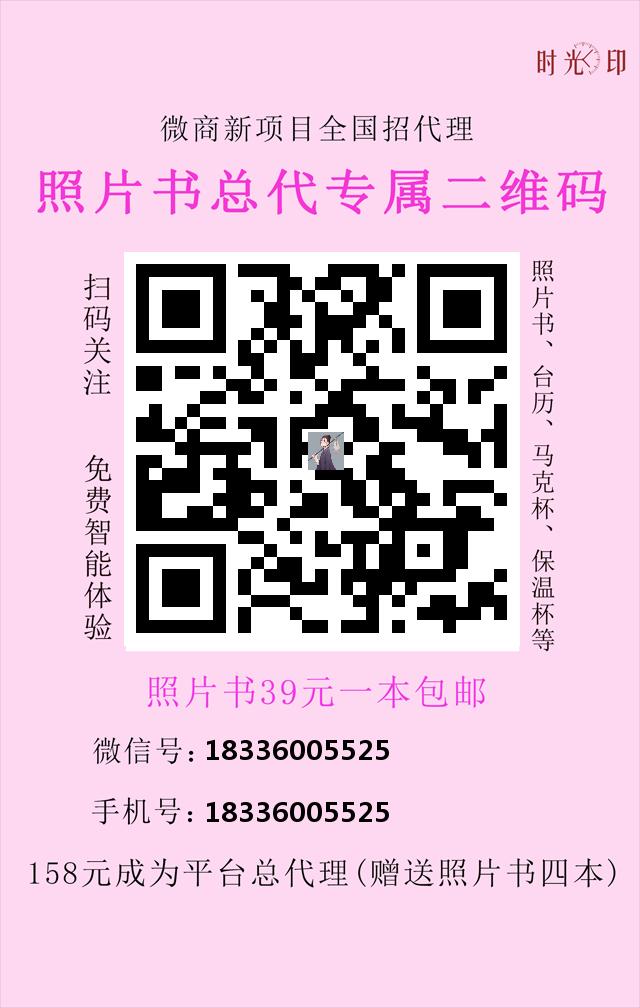 时光印
微商新项目全国招代理
照片书总代专属二维码
扫码关注
免费智能体验
照片书、台历、马克杯、保温杯等
照片书39元一本包邮
微信号：18336005525
手机号：18336005525
158元成为平台总代理(赠送照片书四本)